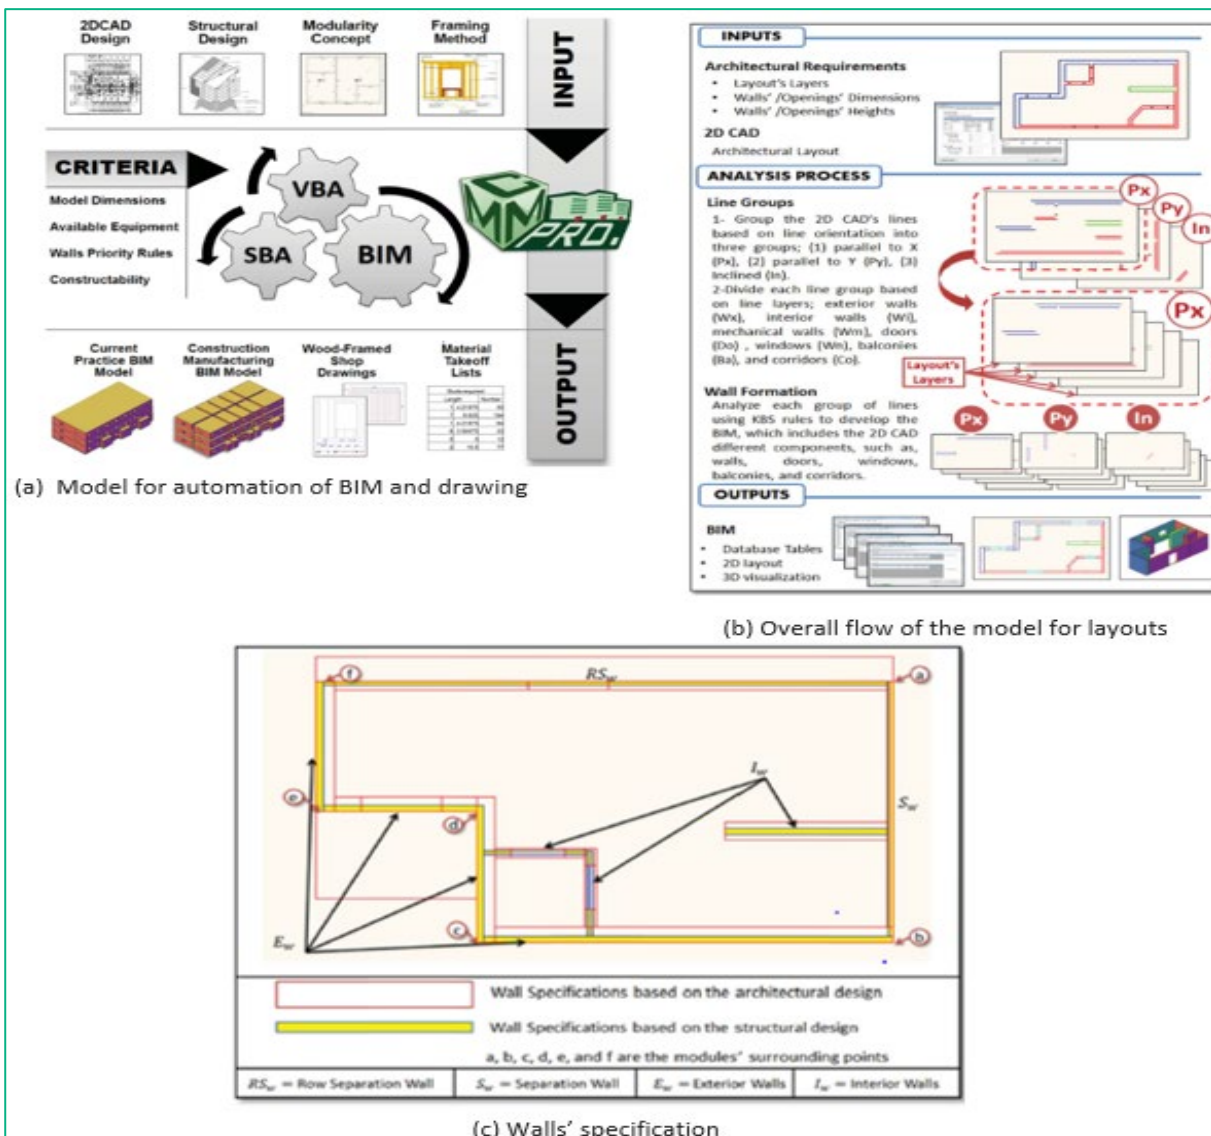 2DCAD Design
Structural Design
Modularity Concept
Framing Method
INPUT
CRITERIA
Model Dimensions
Available Equipment
Walls Priority Rules
Constructability
VBA
SBA
BIM
CMN
PRO.
Current Practice BIM Model
Construction Manufacturing BIM Model
Wood-Framed Shop Drawings
Material Takeoff Lists
Length
Number
OUTPUT
(a) Model for automation of BIM and drawing
INPUTS
Architectural Requirements
• Layout's Layers
• Walls' /Openings' Dimensions
• Walls' /Openings' Heights
2D CAD
Architectural Layout
ANALYSIS PROCESS
Line Groups
1- Group the 2D CAD's lines
based on line orientation into
three groups; (1) parallel to X
(Px), (2) parallel to Y (Py), (3)
Inclined (In).
2-Divide each line group based
on line layers; exterior walls
(Wx), interior walls (Wi),
mechanical walls (Wm), doors
(Do) , windows (Wn), balconies
(Ba), and corridors (Co).
Px
Py
In
Px
Layout's
Layers
Wall Formation
Analyze each group of lines
using KBS rules to develop the
BIM, which includes the 2D CAD
different components, such as,
walls, doors, windows,
balconies, and corridors.
Px
Py
In
OUTPUTS
BIM
• Database Tables
• 2D layout
• 3D visualization
(b) Overall flow of the model for layouts
f
RSw
a
Iw
e
Sw
d
c
Ew
b
Wall Specifications based on the architectural design
Wall Specifications based on the structural design
a, b, c, d, e, and f are the modules' surrounding points
RSw = Row Separation Wall
Sw = Separation Wall
Ew = Exterior Walls
Iw = Interior Walls
(c) Walls' specification